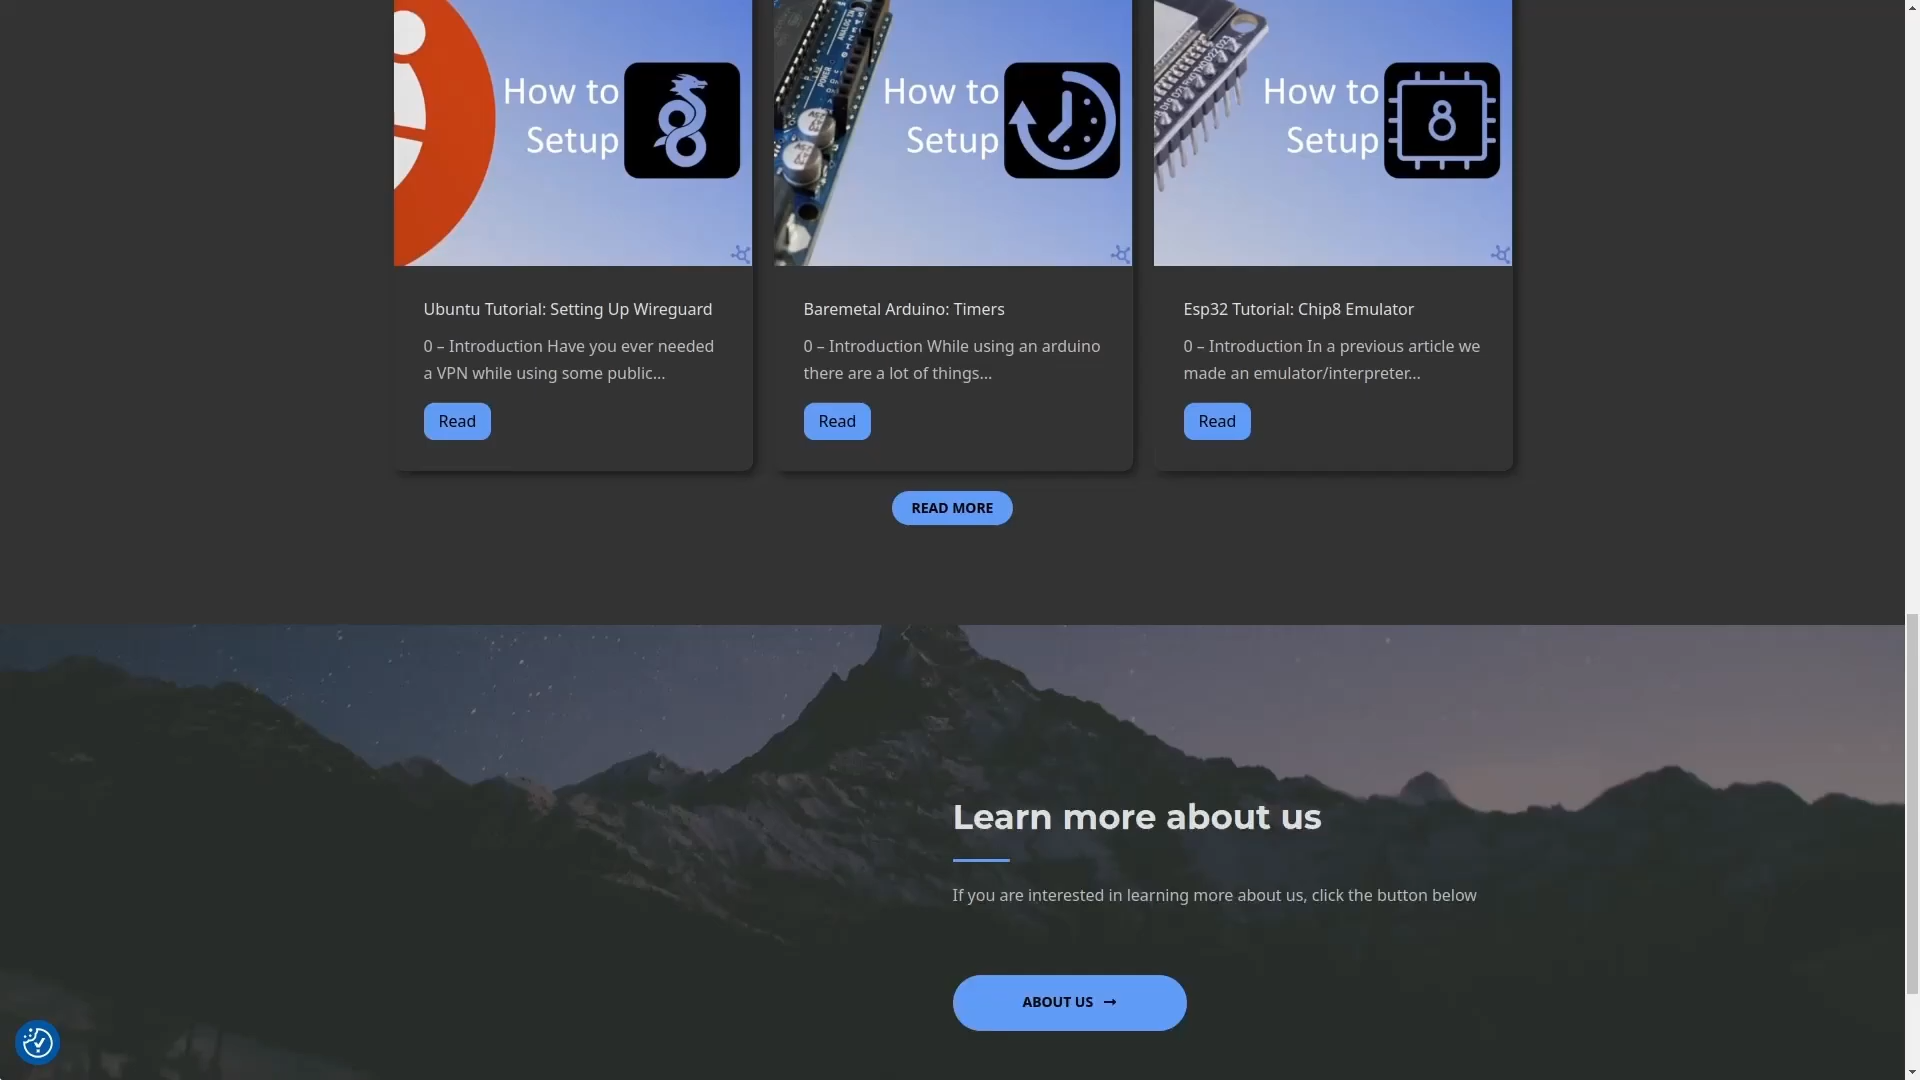 How to
Setup
How to
Setup
How to
Setup
8
Ubuntu Tutorial: Setting Up Wireguard
0 – Introduction Have you ever needed
a VPN while using some public...
Read
Baremetal Arduino: Timers
0 – Introduction While using an arduino
there are a lot of things...
Read
Esp32 Tutorial: Chip8 Emulator
0 – Introduction In a previous article we
made an emulator/interpreter...
Read
READ MORE
Learn more about us
If you are interested in learning more about us, click the button below
ABOUT US →